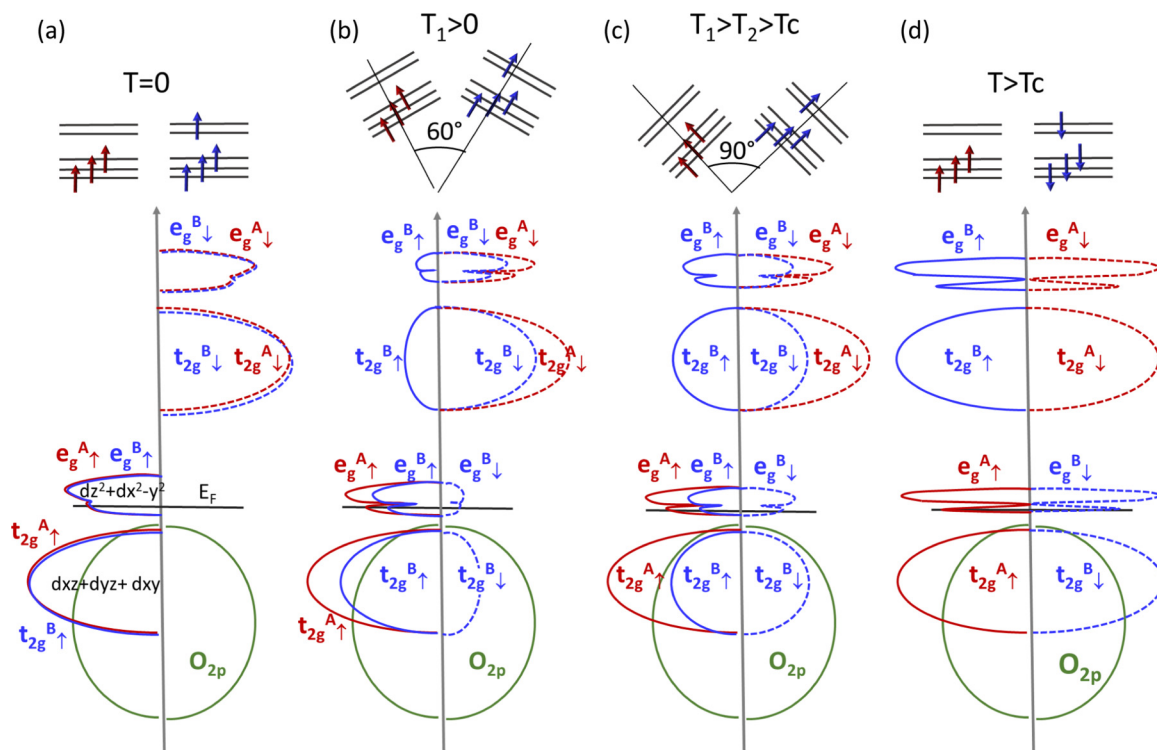 (a)
T=0
e_g^B↓
e_g^A↓
t_2g^B↓
t_2g^A↓
e_g^A↑
e_g^B↑
dz²+dx²-y²
E_F
t_2g^A↑
dxz+dyz+ dxy
t_2g^B↑
O_2p
(b)
T₁>0
60°
e_g^B↑
e_g^B↓
e_g^A↓
t_2g^B↑
t_2g^B↓
t_2g^A↓
e_g^A↑
e_g^B↑
e_g^B↓
t_2g^B↑
t_2g^B↓
t_2g^A↑
O_2p
(c)
T₁>T₂>Tc
90°
e_g^B↑
e_g^B↓
e_g^A↓
t_2g^B↑
t_2g^B↓
t_2g^A↓
e_g^A↑
e_g^B↑
e_g^B↓
t_2g^A↑
t_2g^B↑
t_2g^B↓
O_2p
(d)
T>Tc
e_g^B↑
e_g^A↓
t_2g^B↑
t_2g^A↓
e_g^A↑
e_g^B↓
t_2g^A↑
t_2g^B↓
O_2p